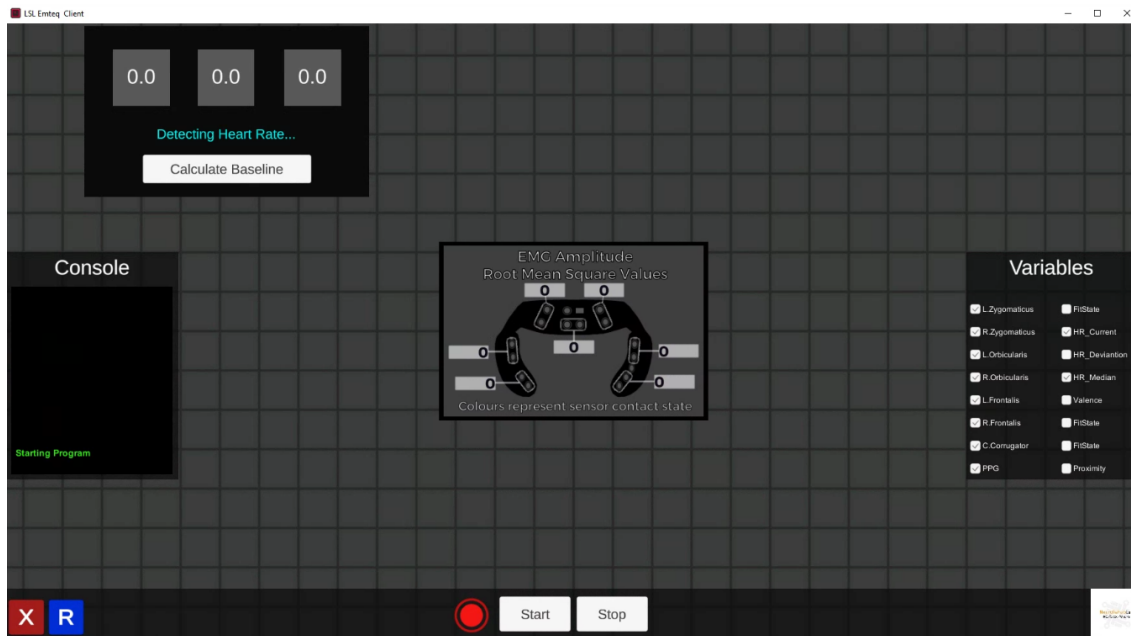 LSL Emteq Client
0.0 0.0 0.0
Detecting Heart Rate...
Calculate Baseline
Console
Starting Program
EMG Amplitude
Root Mean Square Values
0 0
0
0 0
0 0
Colours represent sensor contact state
Variables
L.Zygomaticus FitState
R.Zygomaticus HR_Current
L.Orbicularis HR_Deviantion
R.Orbicularis HR_Median
L.Frontalis Valence
R.Frontalis FitState
C.Corrugator FitState
PPG Proximity
X R Start Stop